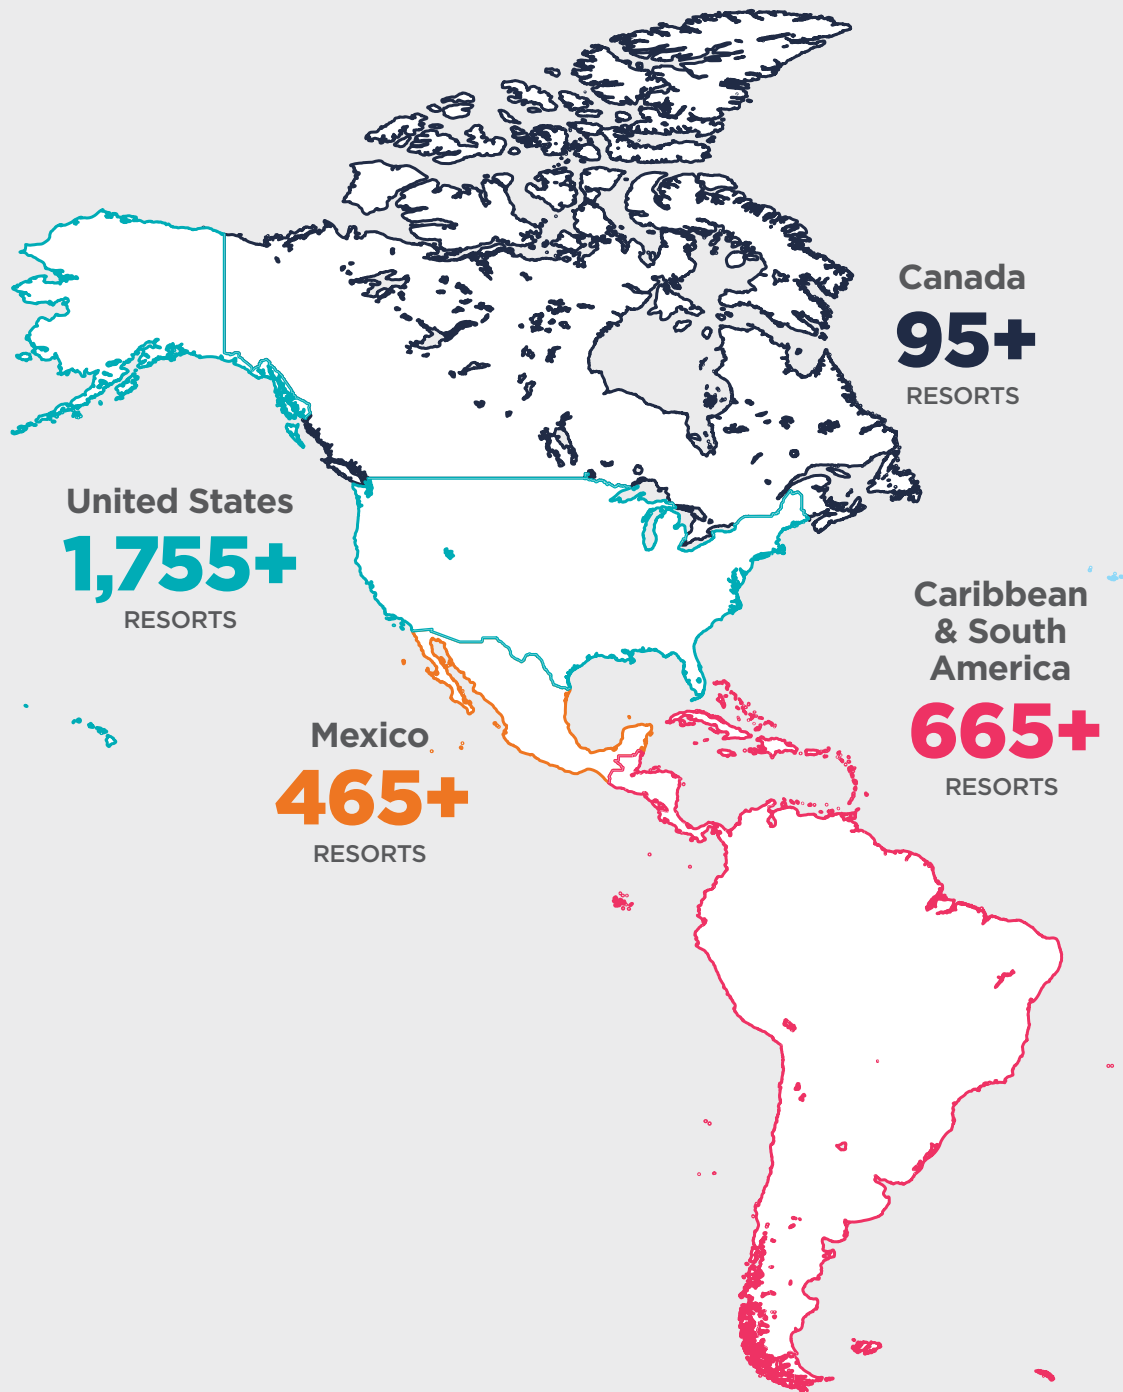 Canada
95+
RESORTS
United States
1,755+
RESORTS
Caribbean
& South
America
665+
RESORTS
Mexico
465+
RESORTS